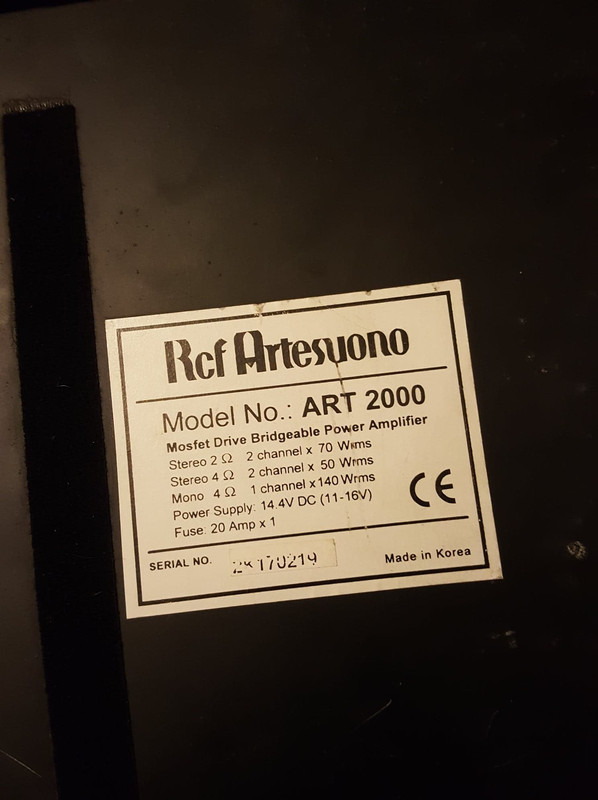 Rcf Artesuono
Model No.: ART 2000
Mosfet Drive Bridgeable Power Amplifier
Stereo 2 Ω 2 channel x 70 Wrms
Stereo 4 Ω 2 channel x 50 Wrms
Mono 4 Ω 1 channel x140 Wrms
Power Supply: 14.4V DC (11-16V)
Fuse: 20 Amp x 1
CE
SERIAL NO.
Made in Korea